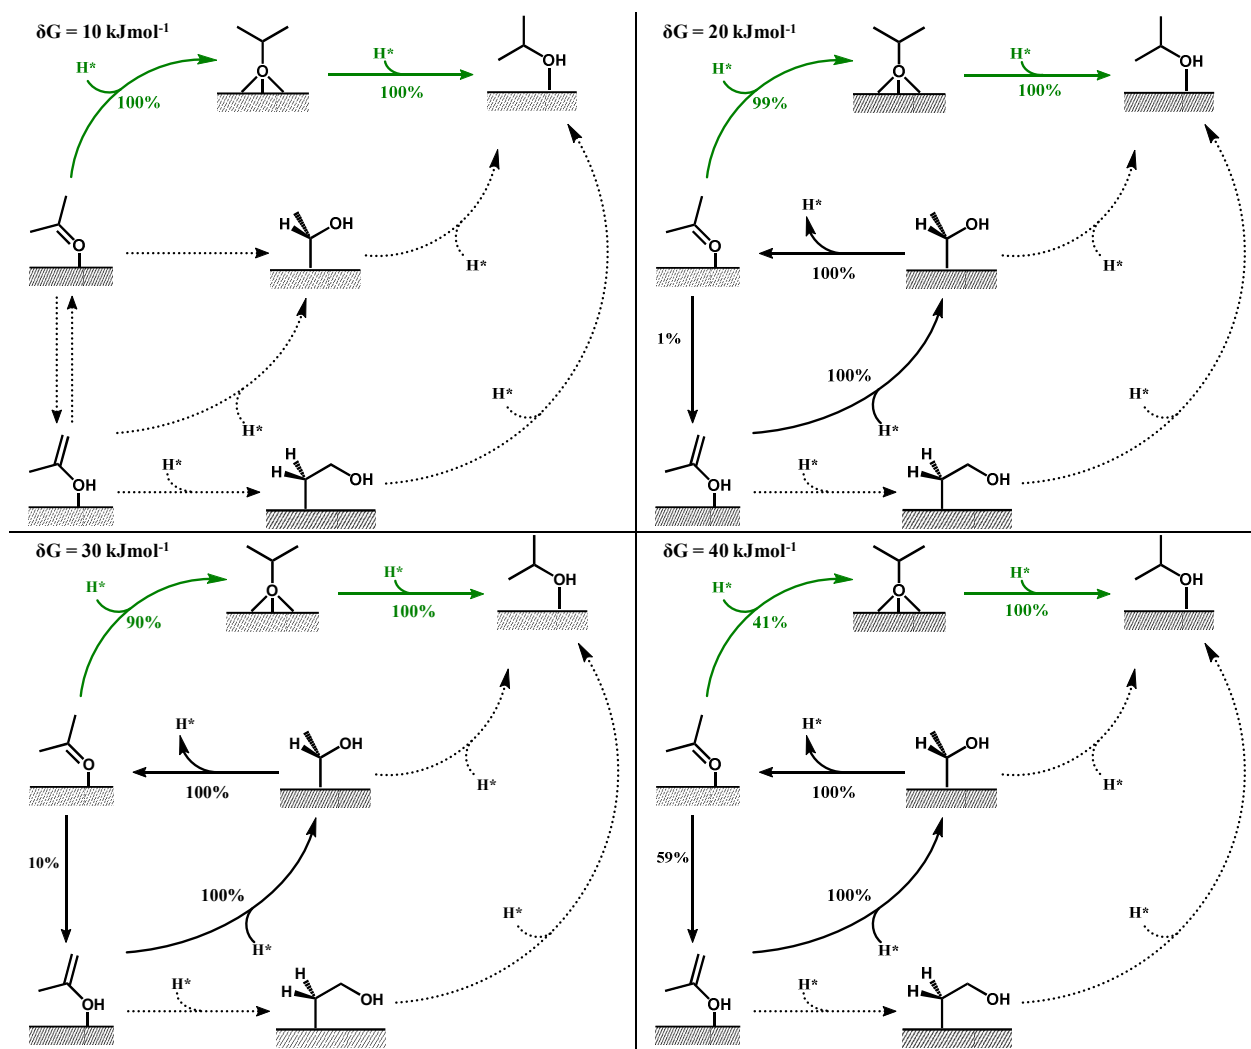 δG = 10 kJmol-1
H*
100%
H*
100%
O
OH
O
H
OH
H*
H*
OH
H*
H
H
OH
H*
δG = 20 kJmol-1
H*
99%
H*
100%
O
OH
O
H*
100%
H
OH
H*
1%
100%
H*
OH
H*
H
H
OH
H*
δG = 30 kJmol-1
H*
90%
H*
100%
O
OH
O
H*
100%
H
OH
H*
10%
100%
H*
OH
H*
H
H
OH
H*
δG = 40 kJmol-1
H*
41%
H*
100%
O
OH
O
H*
100%
H
OH
H*
59%
100%
H*
OH
H*
H
H
OH
H*